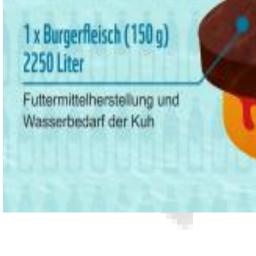 1 x Burgerfleisch (150 g)
2250 Liter
Futtermittelherstellung und
Wasserbedarf der Kuh